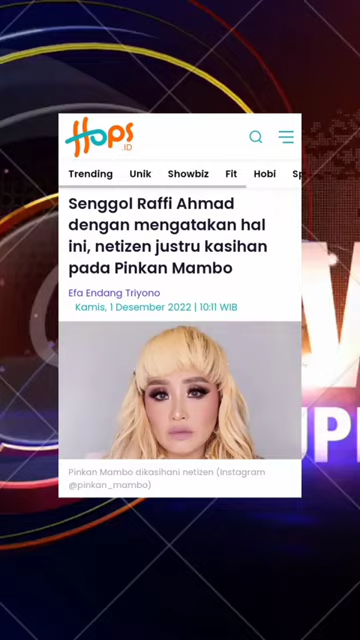 Hops
.ID
Trending Unik Showbiz Fit Hobi
Senggol Raffi Ahmad
dengan mengatakan hal
ini, netizen justru kasihan
pada Pinkan Mambo
Efa Endang Triyono
Kamis, 1 Desember 2022 | 10:11 WIB
Pinkan Mambo dikasihani netizen (Instagram
@pinkan_mambo)